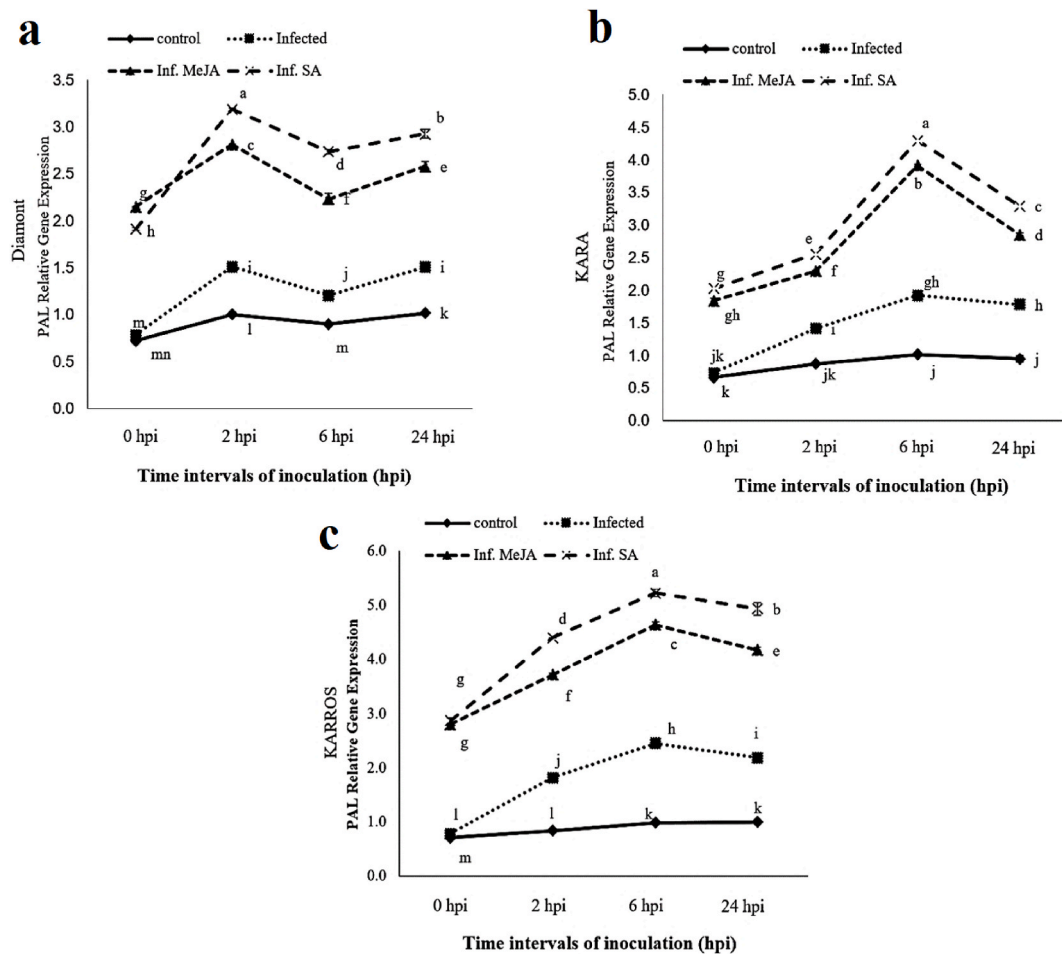 a
control Infected
Inf. MeJA Inf. SA
Diamont
PAL Relative Gene Expression
3.5
3.0
2.5
2.0
1.5
1.0
0.5
0.0
a
b
c
d
e
f
g
h
i
j
i
k
l
m
m
mn
0 hpi 2 hpi 6 hpi 24 hpi
Time intervals of inoculation (hpi)
b
control Infected
Inf. MeJA Inf. SA
KARA
PAL Relative Gene Expression
5.0
4.5
4.0
3.5
3.0
2.5
2.0
1.5
1.0
0.5
0.0
a
b
c
d
e
f
g
gh
gh
h
i
jk
jk
j
j
k
0 hpi 2 hpi 6 hpi 24 hpi
Time intervals of inoculation (hpi)
c
control Infected
Inf. MeJA Inf. SA
KARROS
PAL Relative Gene Expression
6.0
5.0
4.0
3.0
2.0
1.0
0.0
a
b
d
c
e
g
f
g
h
i
j
l
l
k
k
m
0 hpi 2 hpi 6 hpi 24 hpi
Time intervals of inoculation (hpi)